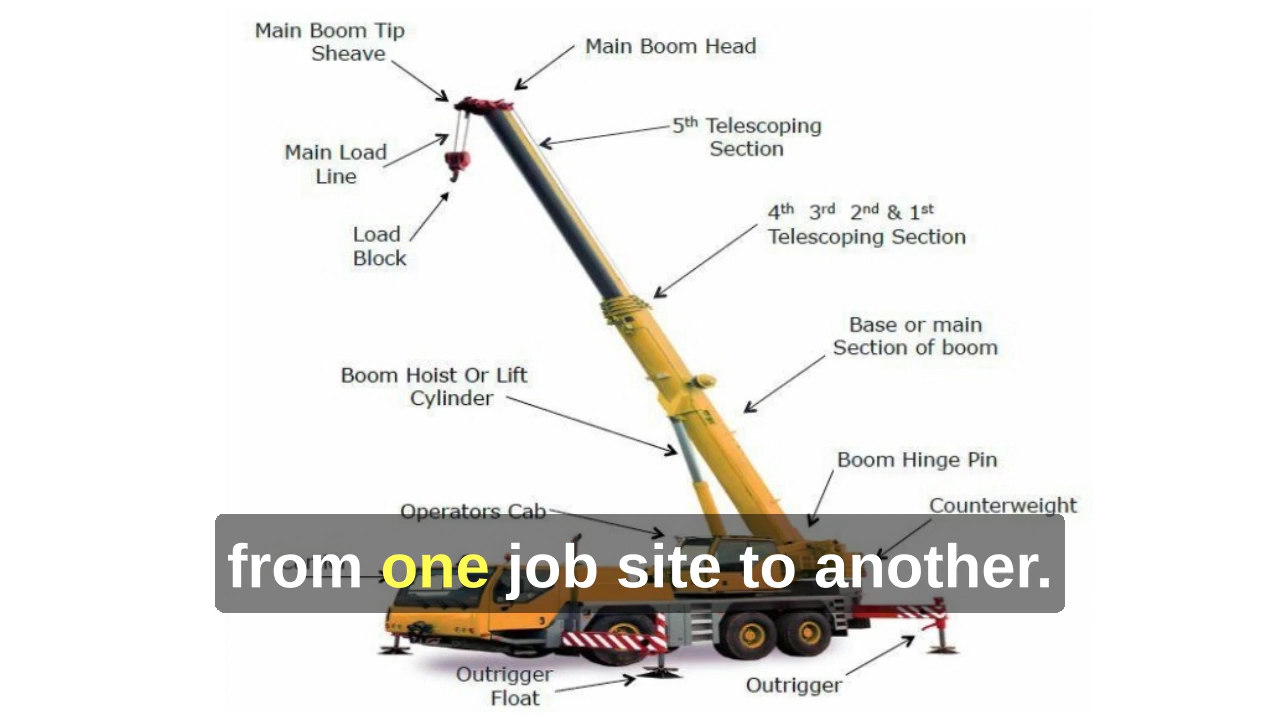 Main Boom Tip
Sheave
Main Boom Head
5th Telescoping
Section
Main Load
Line
4th 3rd 2nd & 1st
Telescoping Section
Load
Block
Base or main
Section of boom
Boom Hoist Or Lift
Cylinder
Boom Hinge Pin
Counterweight
Operators Cab
from one job site to another.
Outrigger
Float
Outrigger